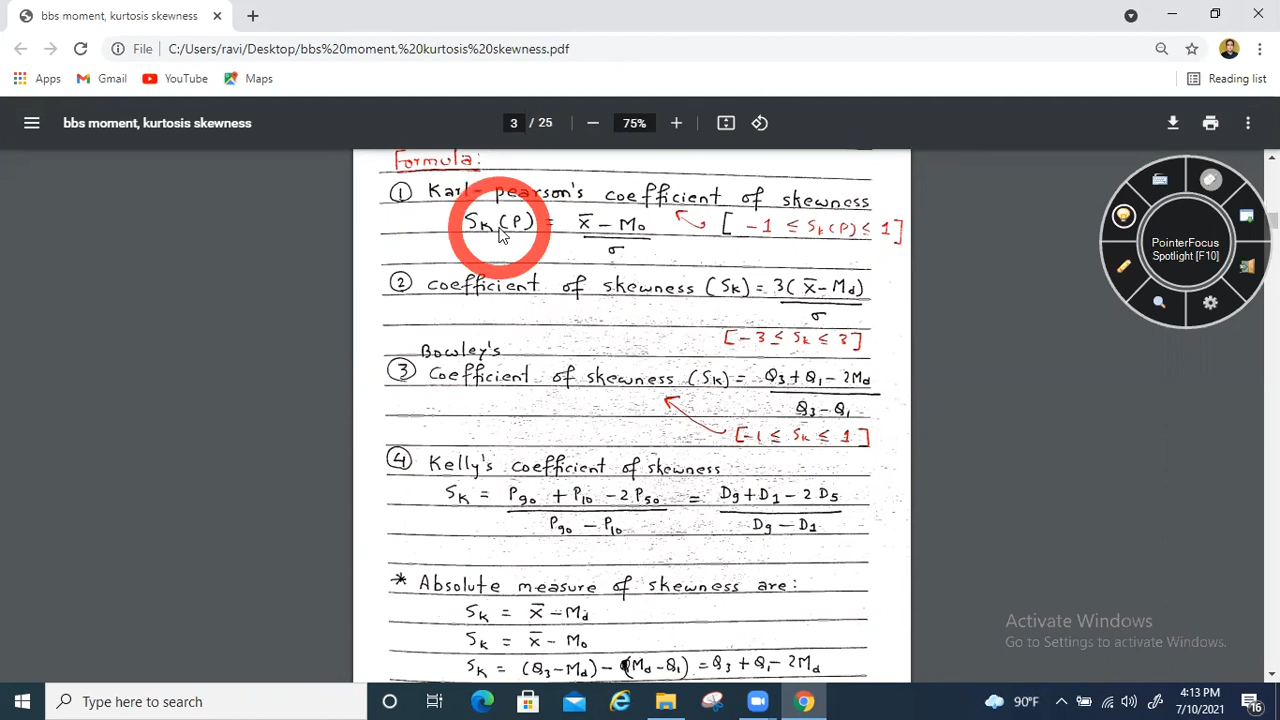 bbs moment, kurtosis skewness
File C:/Users/ravi/Desktop/bbs%20moment,%20kurtosis%20skewness.pdf
Apps Gmail YouTube Maps Reading list
bbs moment, kurtosis skewness 3 / 25 75%
Formula:
① Karl-pearson's coefficient of skewness
SK(P) = x̄ - Mo / σ [ -1 ≤ SK(P) ≤ 1 ]
② coefficient of skewness (SK) = 3(x̄ - Md) / σ
[ -3 ≤ SK ≤ 3 ]
Bowley's
③ coefficient of skewness (SK) = Q3 + Q1 - 2Md / Q3 - Q1
[ -1 ≤ SK ≤ 1 ]
④ Kelly's coefficient of skewness
SK = P90 + P10 - 2P50 / P90 - P10 = D9 + D1 - 2D5 / D9 - D1
* Absolute measure of skewness are:
SK = x̄ - Md
SK = x̄ - Mo
SK = (Q3 - Md) - (Md - Q1) = Q3 + Q1 - 2Md
PointerFocus
Spotlight [F10]
Activate Windows
Go to Settings to activate Windows.
Type here to search
90°F
4:13 PM
7/10/2021
16